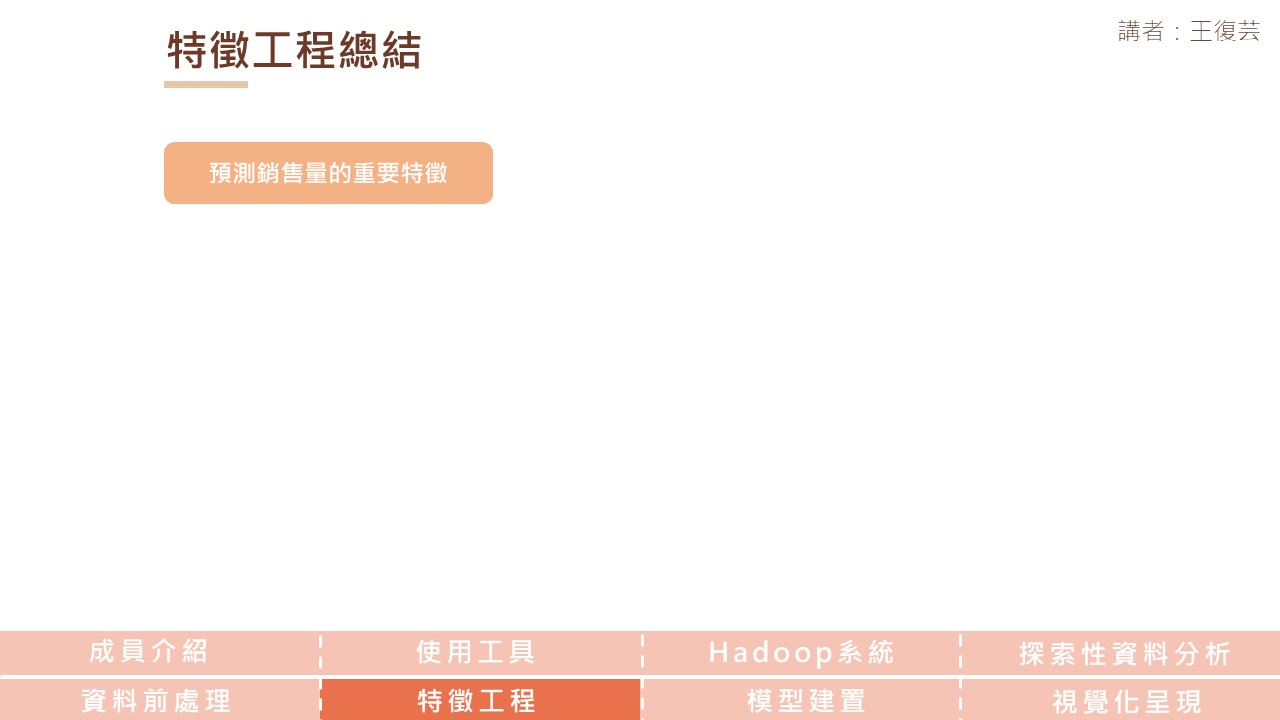 特徵工程總結
講者：王復芸
預測銷售量的重要特徵
成員介紹
使用工具
Hadoop系統
探索性資料分析
資料前處理
特徵工程
模型建置
視覺化呈現